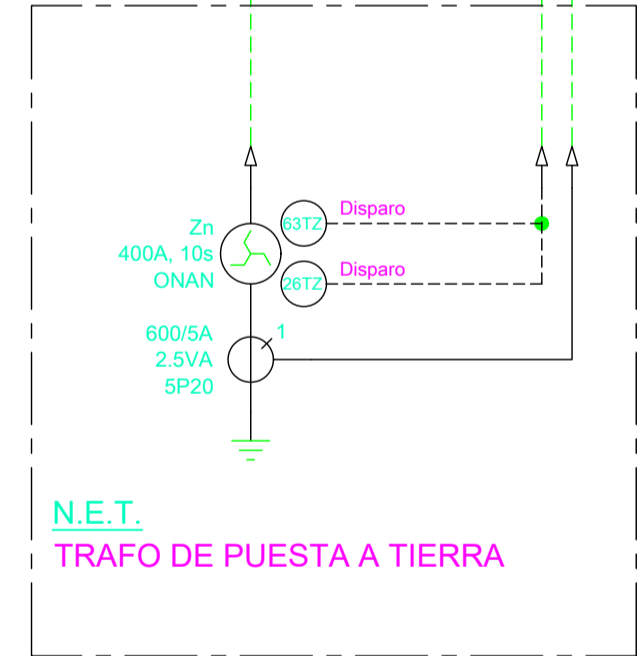 Zn
400A, 10s
ONAN
63TZ
Disparo
26TZ
Disparo
600/5A
2.5VA
5P20
1
N.E.T.
TRAFO DE PUESTA A TIERRA